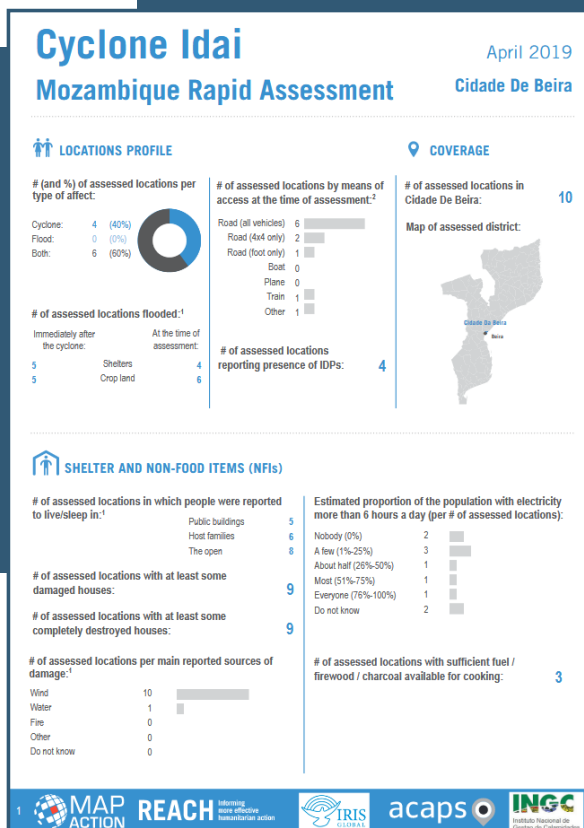 Cyclone Idai
April 2019
Mozambique Rapid Assessment
Cidade De Beira
LOCATIONS PROFILE
# (and %) of assessed locations per
type of affect:
Cyclone: 4 (40%)
Flood: 0 (0%)
Both: 6 (60%)
# of assessed locations flooded:1
Immediately after
the cyclone:
At the time of
assessment:
5 Shelters 4
5 Crop land 6
# of assessed locations by means of
access at the time of assessment:2
Road (all vehicles) 6
Road (4x4 only) 2
Road (foot only) 1
Boat 0
Plane 0
Train 1
Other 1
# of assessed locations
reporting presence of IDPs: 4
COVERAGE
# of assessed locations in
Cidade De Beira: 10
Map of assessed district:
Cidade De Beira
Beira
SHELTER AND NON-FOOD ITEMS (NFIs)
# of assessed locations in which people were reported
to live/sleep in:1
Public buildings 5
Host families 6
The open 8
# of assessed locations with at least some
damaged houses: 9
# of assessed locations with at least some
completely destroyed houses: 9
# of assessed locations per main reported sources of
damage:1
Wind 10
Water 1
Fire 0
Other 0
Do not know 0
Estimated proportion of the population with electricity
more than 6 hours a day (per # of assessed locations):
Nobody (0%) 2
A few (1%-25%) 3
About half (26%-50%) 1
Most (51%-75%) 1
Everyone (76%-100%) 1
Do not know 2
# of assessed locations with sufficient fuel /
firewood / charcoal available for cooking: 3
1
MAP
ACTION
REACH
Informing
more effective
humanitarian action
IRIS
GLOBAL
acaps
INGC
Instituto Nacional de